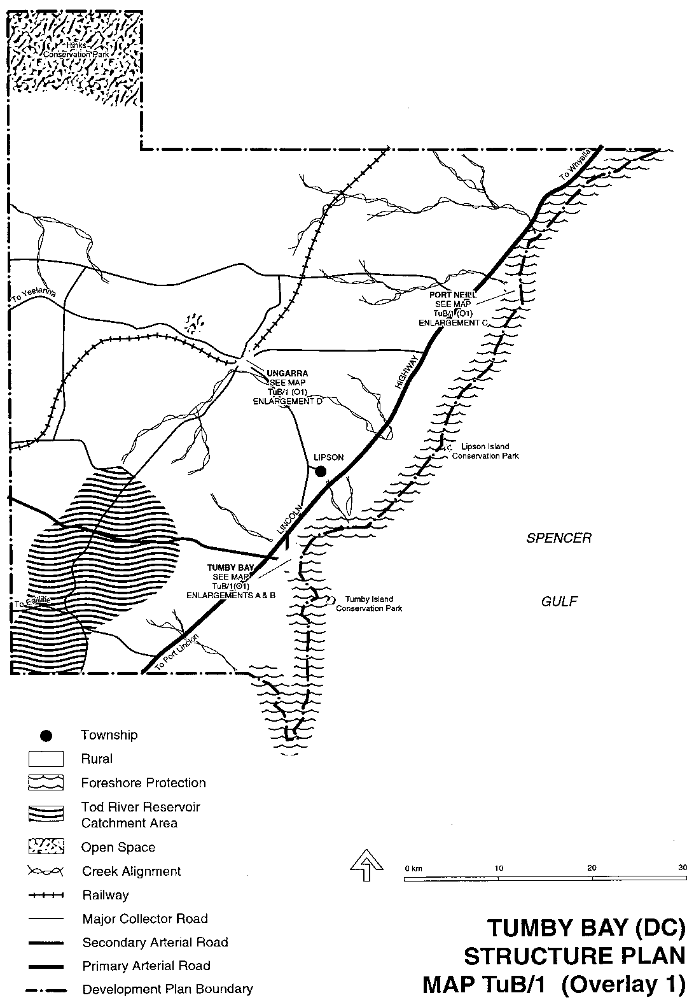 Hinks
Conservation Park
To Whyalla
To Yeelanna
PORT NEILL
SEE MAP
TuB/1 (O1)
ENLARGEMENT C
HIGHWAY
UNGARRA
SEE MAP
TuB/1 (O1)
ENLARGEMENT D
Lipson Island
Conservation Park
LIPSON
LINCOLN
SPENCER
TUMBY BAY
SEE MAP
TuB/1(O1)
ENLARGEMENTS A & B
To Edillilie
Tumby Island
Conservation Park
GULF
To Port Linclon
Township
Rural
Foreshore Protection
Tod River Reservoir
Catchment Area
Open Space
Creek Alignment
Railway
Major Collector Road
Secondary Arterial Road
Primary Arterial Road
Development Plan Boundary
0 km 10 20 30
TUMBY BAY (DC)
STRUCTURE PLAN
MAP TuB/1 (Overlay 1)